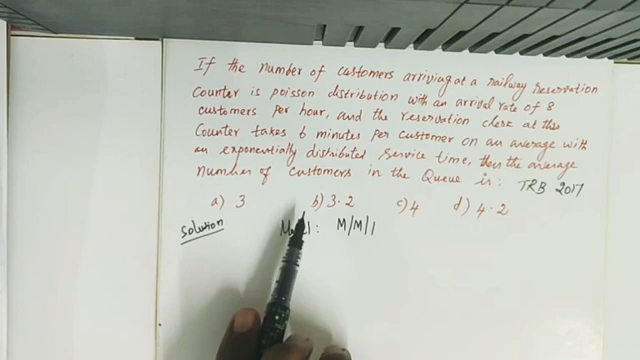 If the number of customers arriving at a railway reservation
counter is poisson distribution with an arrival rate of 8
customers per hour, and the reservation clerk at the
counter takes 6 minutes per customer on an average with
an exponentially distributed service time, then the average
number of customers in the Queue is: TRB 2017
a) 3 b) 3.2 c) 4 d) 4.2
Solution : M/M/1